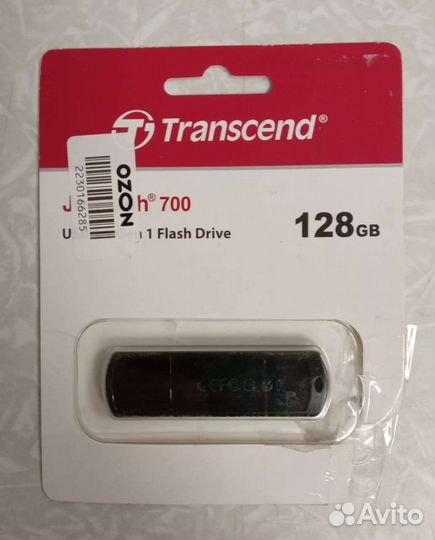 Transcend®
OZON
2230166285
J h® 700
U n 1 Flash Drive
128GB
Avito